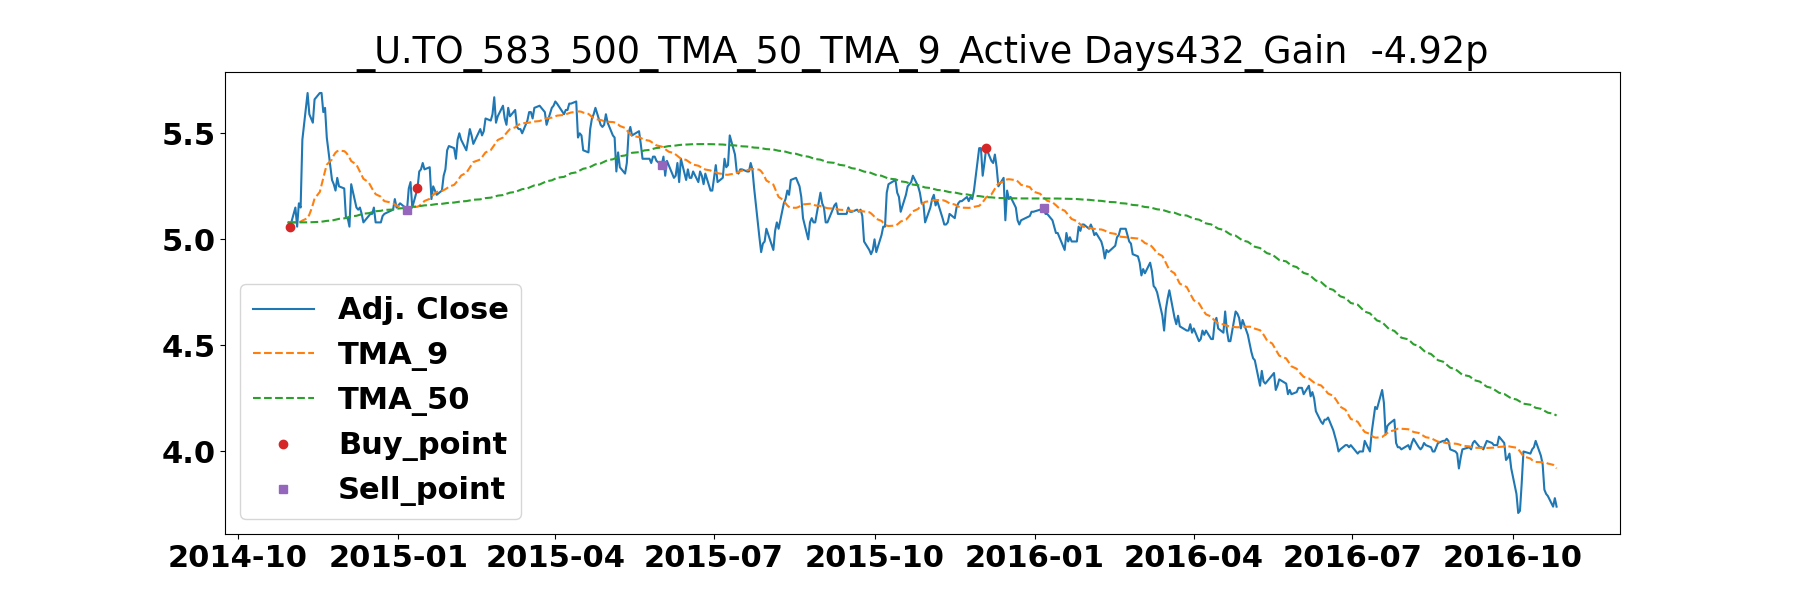 _U.TO_583_500_TMA_50_TMA_9_Active Days432_Gain  -4.92p
5.5
5.0
4.5
4.0
Adj. Close
TMA_9
TMA_50
Buy_point
Sell_point
2014-10 2015-01 2015-04 2015-07 2015-10 2016-01 2016-04 2016-07 2016-10